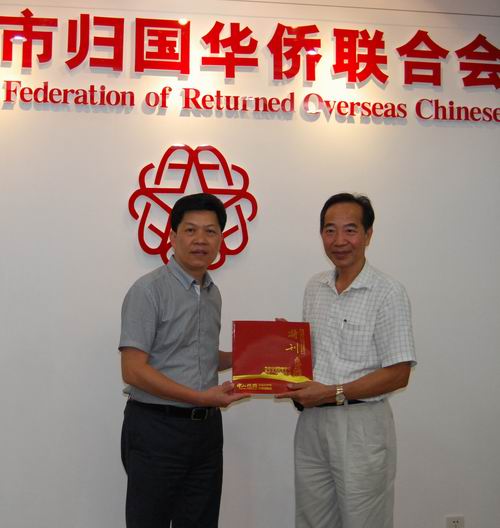 市归国华侨联合会
Federation of Returned Overseas Chinese